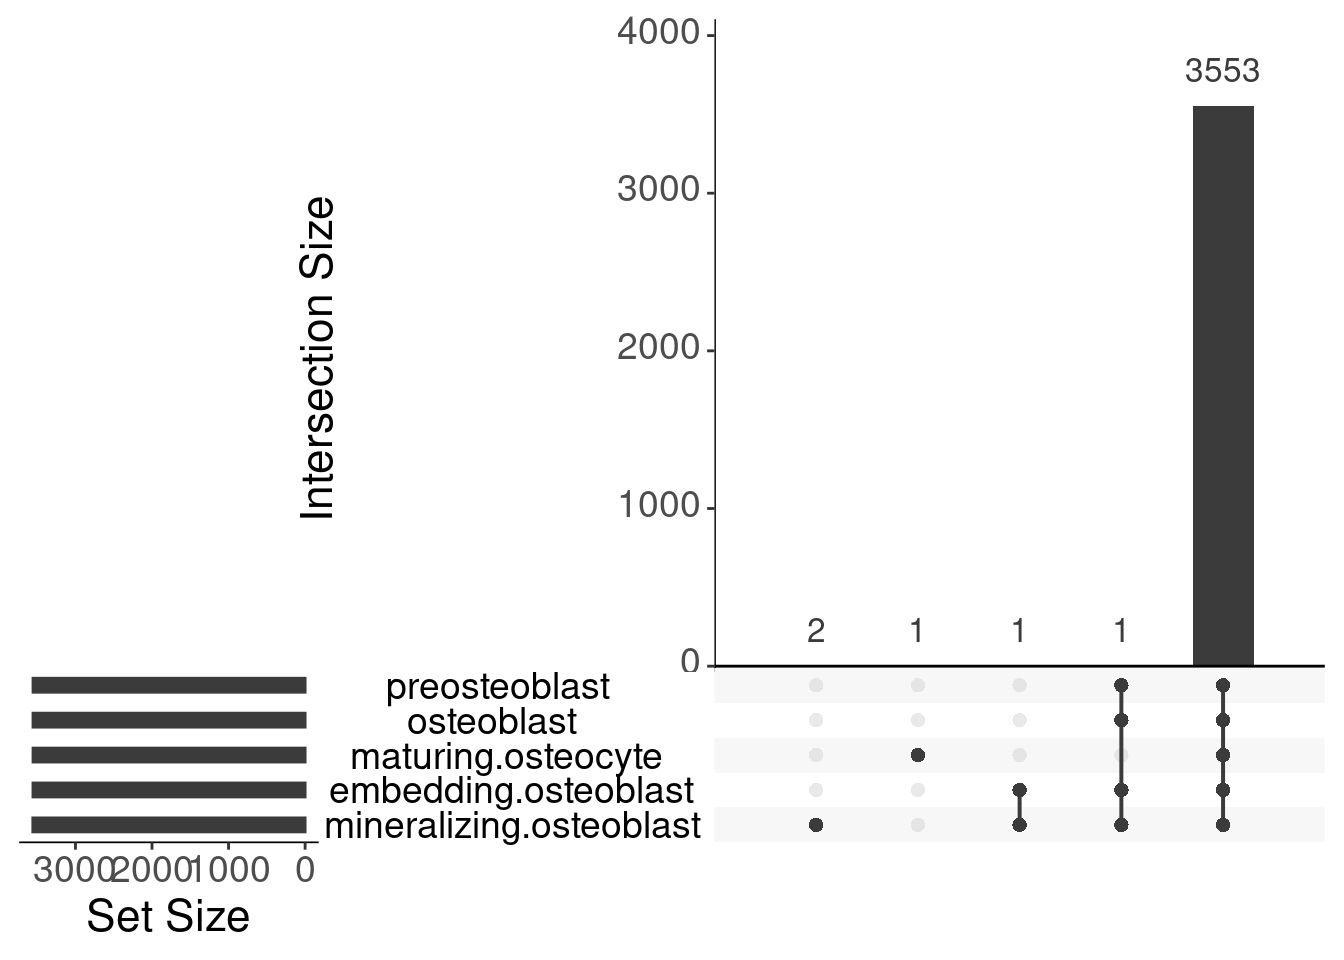 4000
3000
2000
1000
0
Intersection Size
3553
2 1 1 1
preosteoblast
osteoblast
maturing.osteocyte
embedding.osteoblast
mineralizing.osteoblast
3000 2000 1000 0
Set Size